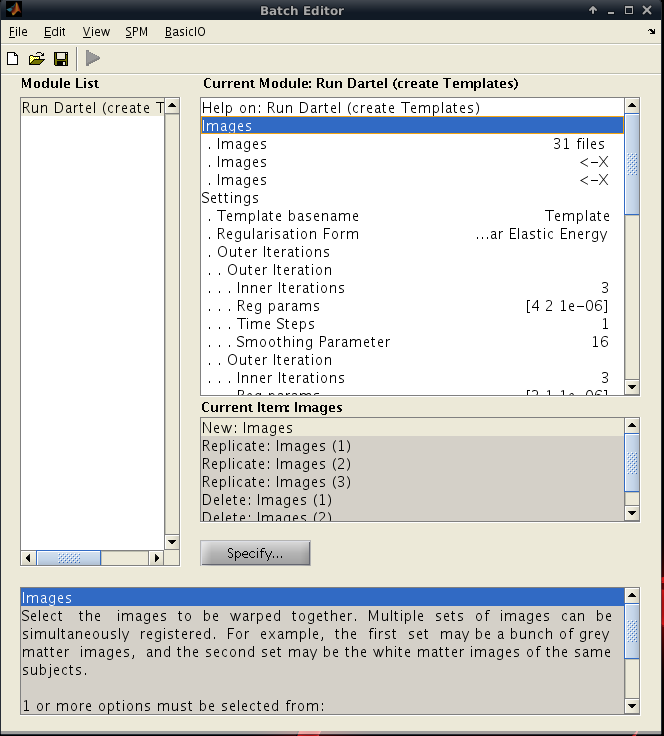 Batch Editor
File Edit View SPM BasicIO
Module List
Run Dartel (create T
Current Module: Run Dartel (create Templates)
Help on: Run Dartel (create Templates)
Images
. Images 31 files
. Images <-X
. Images <-X
Settings
. Template basename Template
. Regularisation Form ...ar Elastic Energy
. Outer Iterations
. . Outer Iteration
. . . Inner Iterations 3
. . . Reg params [4 2 1e-06]
. . . Time Steps 1
. . . Smoothing Parameter 16
. . Outer Iteration
. . . Inner Iterations 3
. . . Reg params [2 1 1e-06]
Current Item: Images
New: Images
Replicate: Images (1)
Replicate: Images (2)
Replicate: Images (3)
Delete: Images (1)
Delete: Images (2)
Specify...
Images
Select the images to be warped together. Multiple sets of images can be
simultaneously registered. For example, the first set may be a bunch of grey
matter images, and the second set may be the white matter images of the same
subjects.
1 or more options must be selected from: